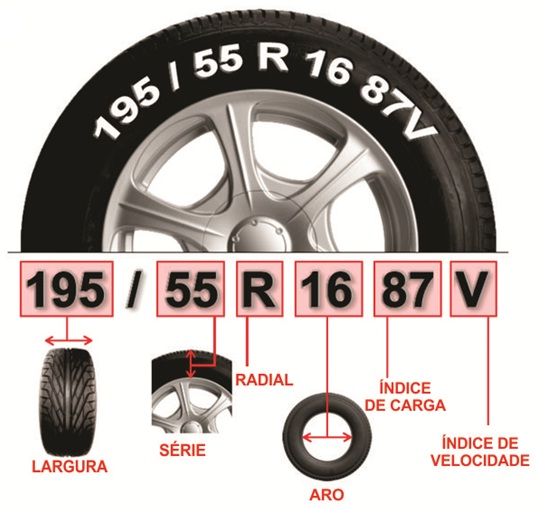 195 / 55 R 16 87V
195 / 55 R 16 87 V
RADIAL
ÍNDICE
DE CARGA
LARGURA
SÉRIE
ÍNDICE DE
VELOCIDADE
ARO